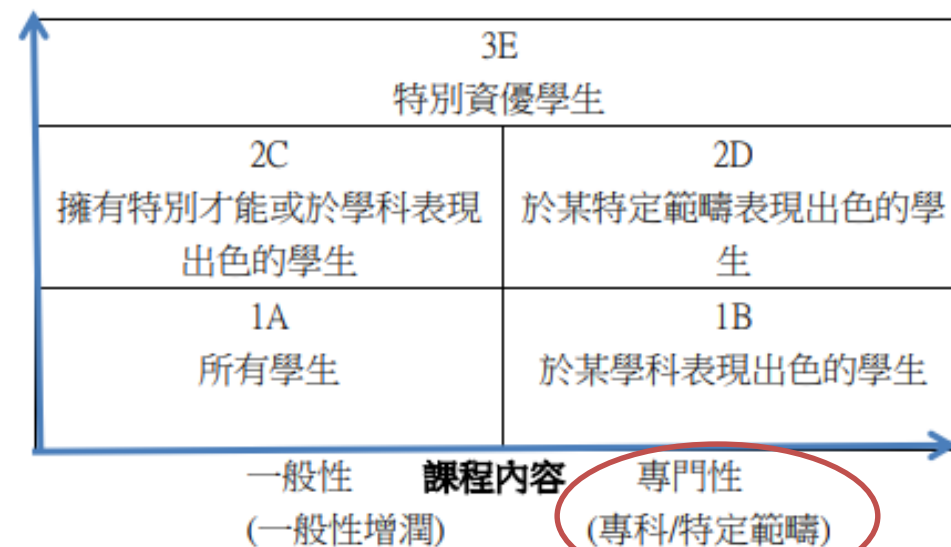 3E
特別資優學生
2C
擁有特別才能或於學科表現
出色的學生
2D
於某特定範疇表現出色的學
生
1A
所有學生
1B
於某學科表現出色的學生
一般性 課程內容 專門性
(一般性增潤) (專科/特定範疇)